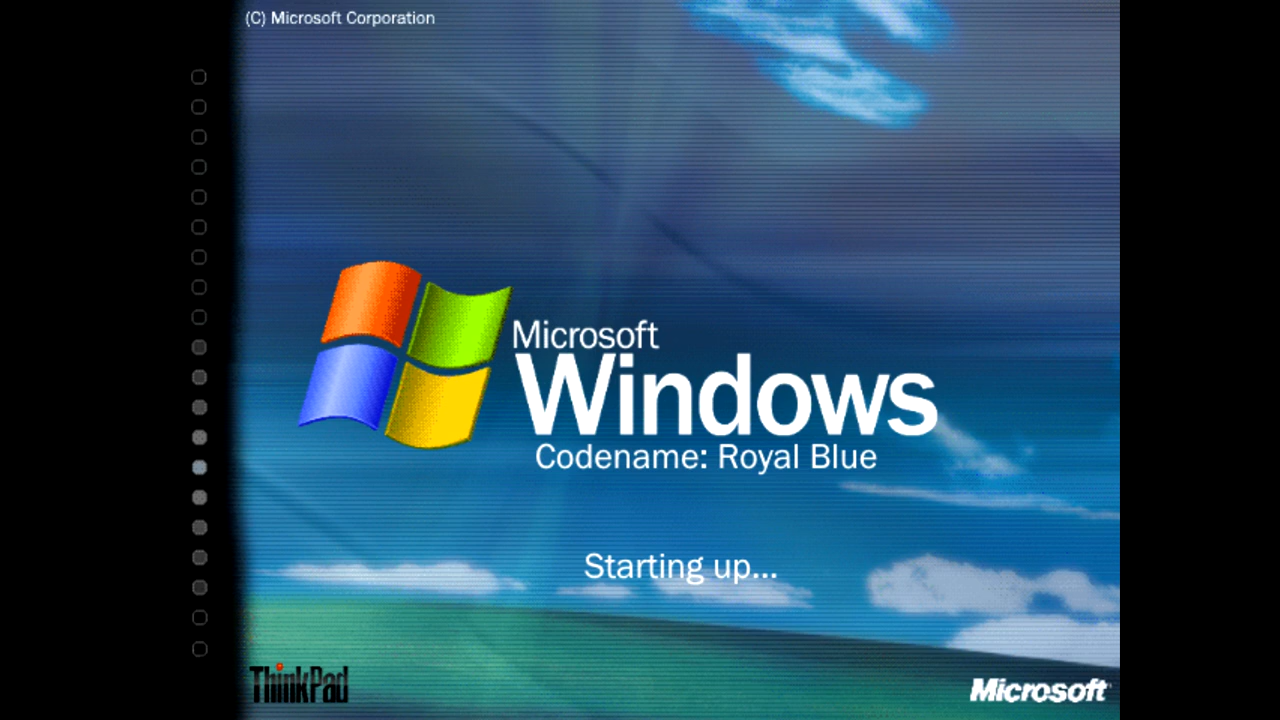 (C) Microsoft Corporation
Microsoft
Windows
Codename: Royal Blue
Starting up...
ThinkPad
Microsoft